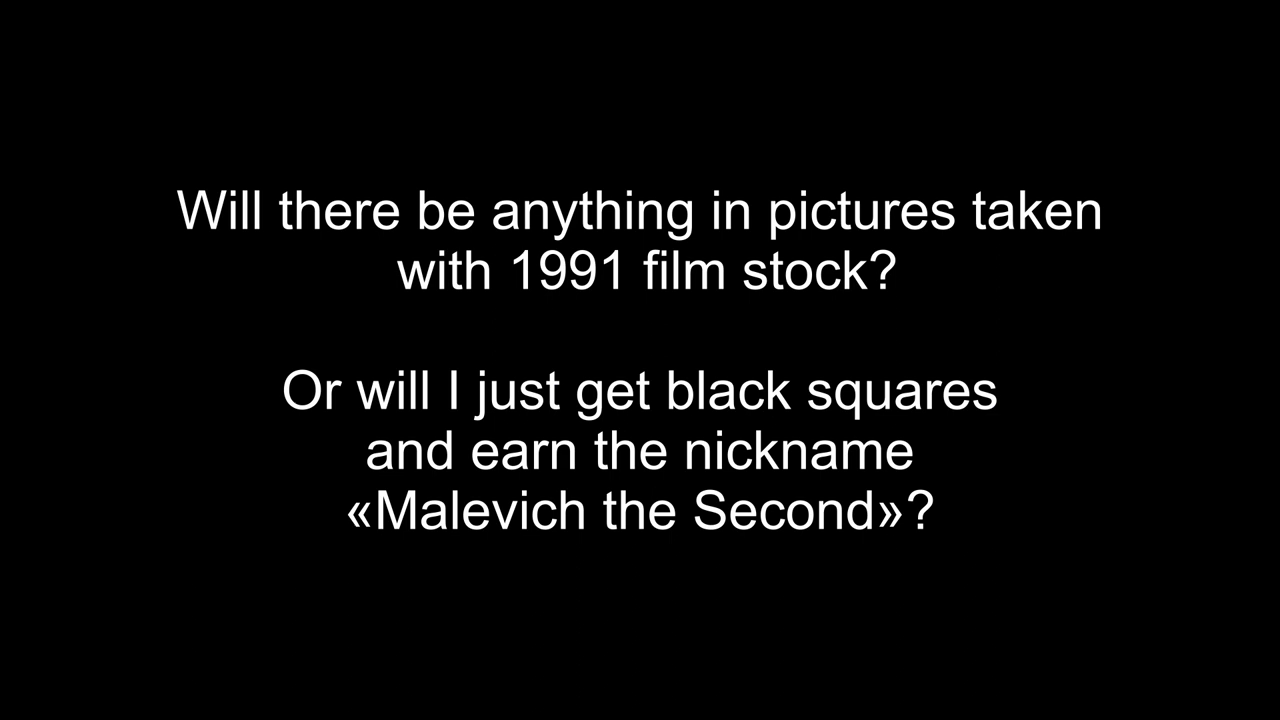 Will there be anything in pictures taken
with 1991 film stock?
Or will I just get black squares
and earn the nickname
«Malevich the Second»?